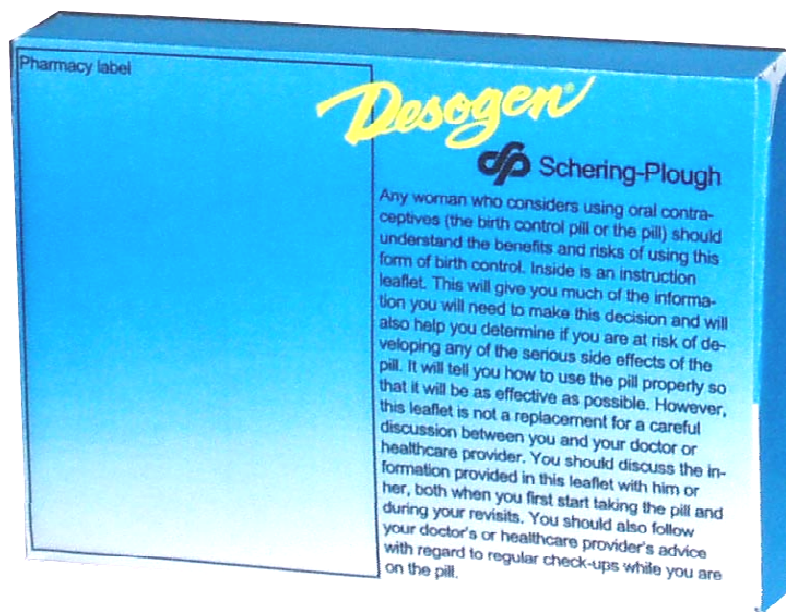 Pharmacy label
Desogen®
Schering-Plough
Any woman who considers using oral contra-
ceptives (the birth control pill or the pill) should
understand the benefits and risks of using this
form of birth control. Inside is an instruction
leaflet. This will give you much of the informa-
tion you will need to make this decision and will
also help you determine if you are at risk of de-
veloping any of the serious side effects of the
pill. It will tell you how to use the pill properly so
that it will be as effective as possible. However,
this leaflet is not a replacement for a careful
discussion between you and your doctor or
healthcare provider. You should discuss the in-
formation provided in this leaflet with him or
her, both when you first start taking the pill and
during your revisits. You should also follow
your doctor's or healthcare provider's advice
with regard to regular check-ups while you are
on the pill.